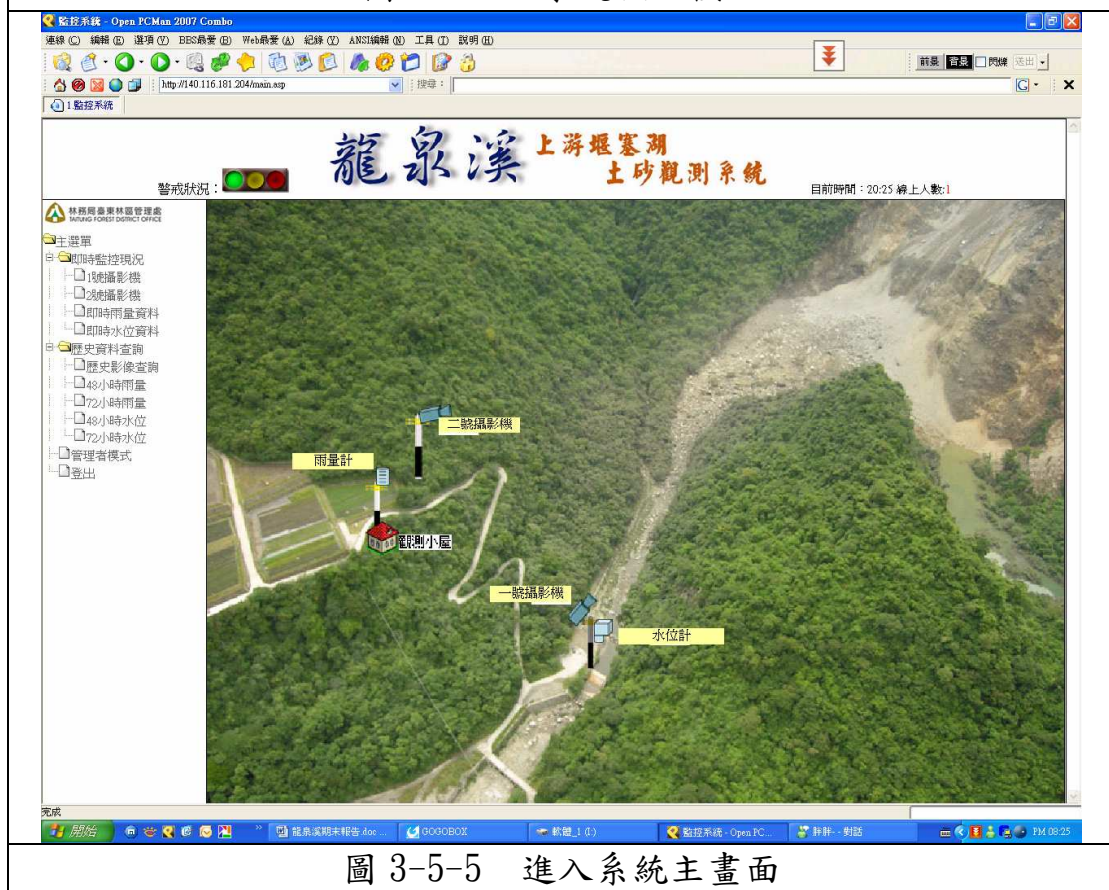 監控系統 - Open PCMan 2007 Combo
連線(C) 編輯(E) 選項(V) BBS最愛(B) Web最愛(A) 紀錄(Y) ANSI編輯(N) 工具(T) 說明(H)
前景 背景 閃爍 送出
http://140.116.181.204/main.asp 搜尋：
1.監控系統
龍泉溪 上游堰塞湖
土砂觀測系統
警戒狀況：
目前時間：20:25 線上人數:1
林務局臺東林區管理處
TAITUNG FOREST DISTRICT OFFICE
主選單
即時監控現況
1號攝影機
2號攝影機
即時雨量資料
即時水位資料
歷史資料查詢
歷史影像查詢
48小時雨量
72小時雨量
48小時水位
72小時水位
管理者模式
登出
二號攝影機
雨量計
觀測小屋
一號攝影機
水位計
完成
開始 龍泉溪期末報告.doc ... GOGOBOX 軟體_1 (I:) 監控系統 - Open PC... 胖胖- - 對話 PM 08:25
圖 3-5-5 進入系統主畫面